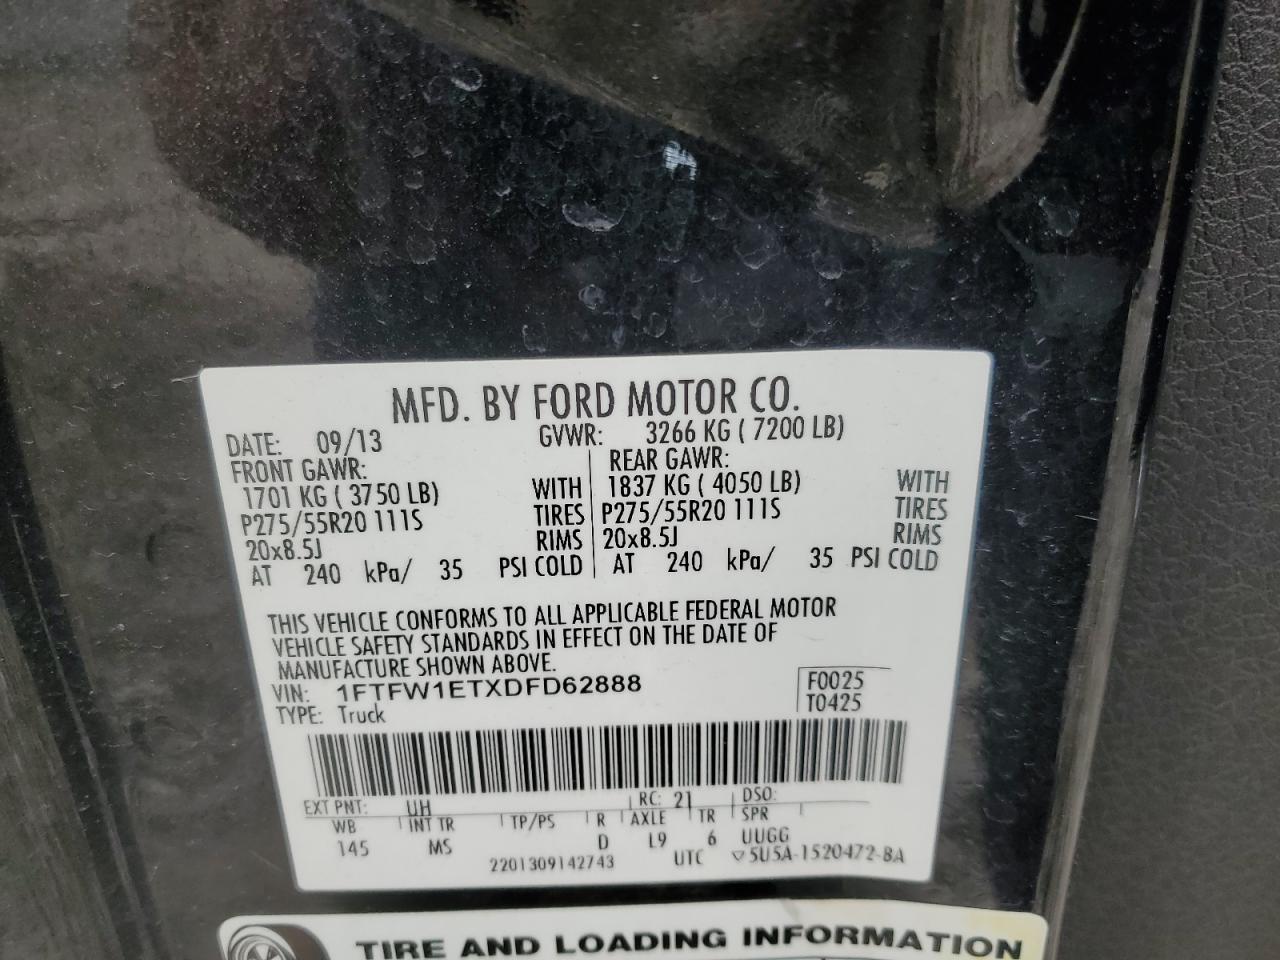 MFD. BY FORD MOTOR CO.
DATE: 09/13 GVWR: 3266 KG ( 7200 LB)
FRONT GAWR: REAR GAWR:
1701 KG ( 3750 LB) WITH 1837 KG ( 4050 LB) WITH
P275/55R20 111S TIRES P275/55R20 111S TIRES
20x8.5J RIMS 20x8.5J RIMS
AT 240 kPa/ 35 PSI COLD AT 240 kPa/ 35 PSI COLD
THIS VEHICLE CONFORMS TO ALL APPLICABLE FEDERAL MOTOR
VEHICLE SAFETY STANDARDS IN EFFECT ON THE DATE OF
MANUFACTURE SHOWN ABOVE.
VIN: 1FTFW1ETXDFD62888 F0025
TYPE: Truck T0425
EXT PNT: UH RC: 21 DSO:
WB INT TR TP/PS R AXLE TR SPR
145 MS D L9 6 UUGG
2201309142743 UTC ▽5U5A-1520472-BA
TIRE AND LOADING INFORMATION